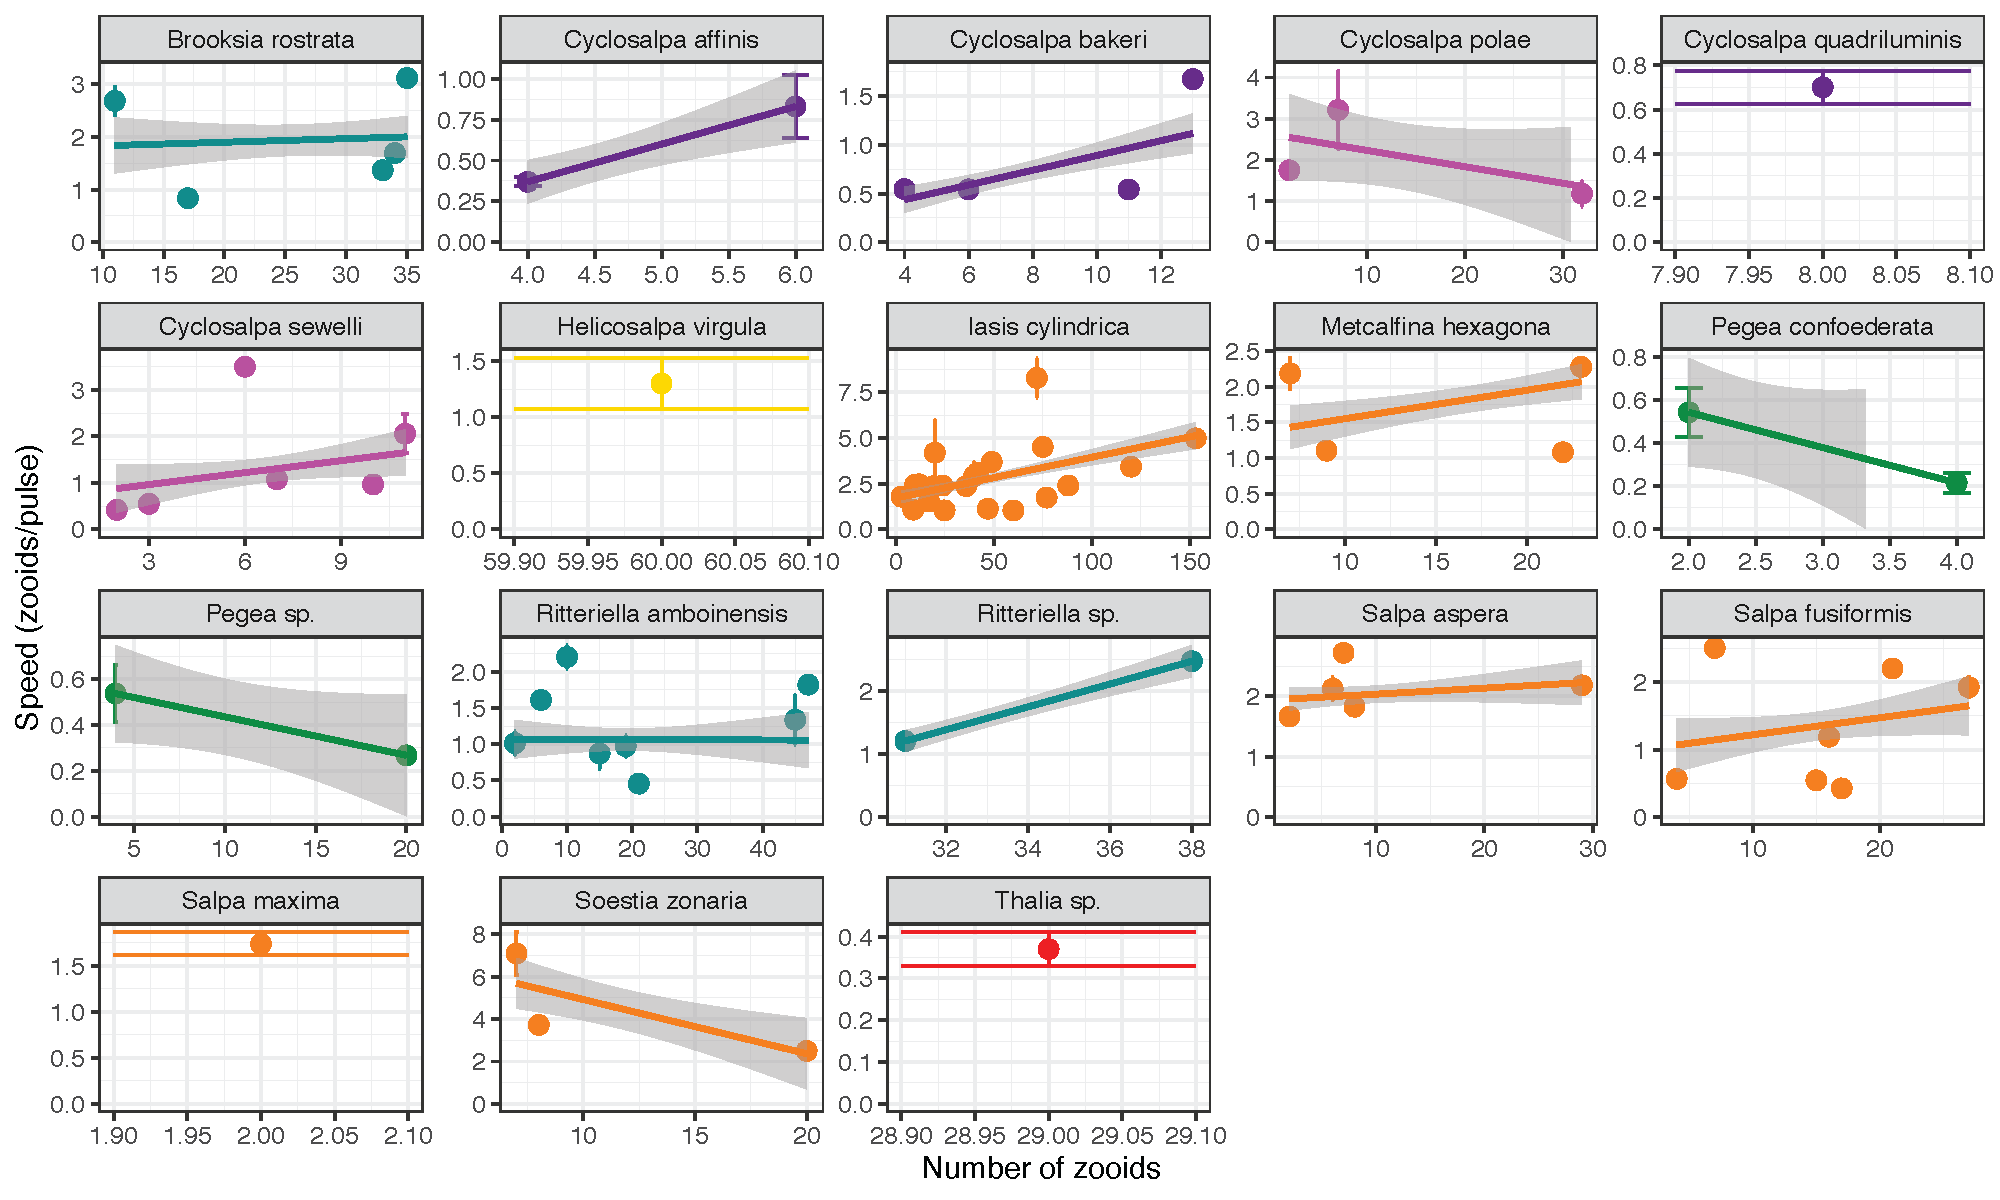 Brooksia rostrata
Cyclosalpa affinis
Cyclosalpa bakeri
Cyclosalpa polae
Cyclosalpa quadriluminis
3
2
1
0
10 15 20 25 30 35
1.00
0.75
0.50
0.25
0.00
4.0 4.5 5.0 5.5 6.0
1.5
1.0
0.5
0.0
4 6 8 10 12
4
3
2
1
0
10 20 30
0.8
0.6
0.4
0.2
0.0
7.90 7.95 8.00 8.05 8.10
Cyclosalpa sewelli
Helicosalpa virgula
Iasis cylindrica
Metcalfina hexagona
Pegea confoederata
3
2
1
0
3 6 9
1.5
1.0
0.5
0.0
59.90 59.95 60.00 60.05 60.10
7.5
5.0
2.5
0.0
0 50 100 150
2.5
2.0
1.5
1.0
0.5
0.0
10 15 20
0.8
0.6
0.4
0.2
0.0
2.0 2.5 3.0 3.5 4.0
Speed (zooids/pulse)
Pegea sp.
Ritteriella amboinensis
Ritteriella sp.
Salpa aspera
Salpa fusiformis
0.6
0.4
0.2
0.0
5 10 15 20
2.0
1.5
1.0
0.5
0.0
0 10 20 30 40
2
1
0
32 34 36 38
2
1
0
10 20 30
2
1
0
10 20
Salpa maxima
Soestia zonaria
Thalia sp.
1.5
1.0
0.5
0.0
1.90 1.95 2.00 2.05 2.10
8
6
4
2
0
10 15 20
0.4
0.3
0.2
0.1
0.0
28.90 28.95 29.00 29.05 29.10
Number of zooids